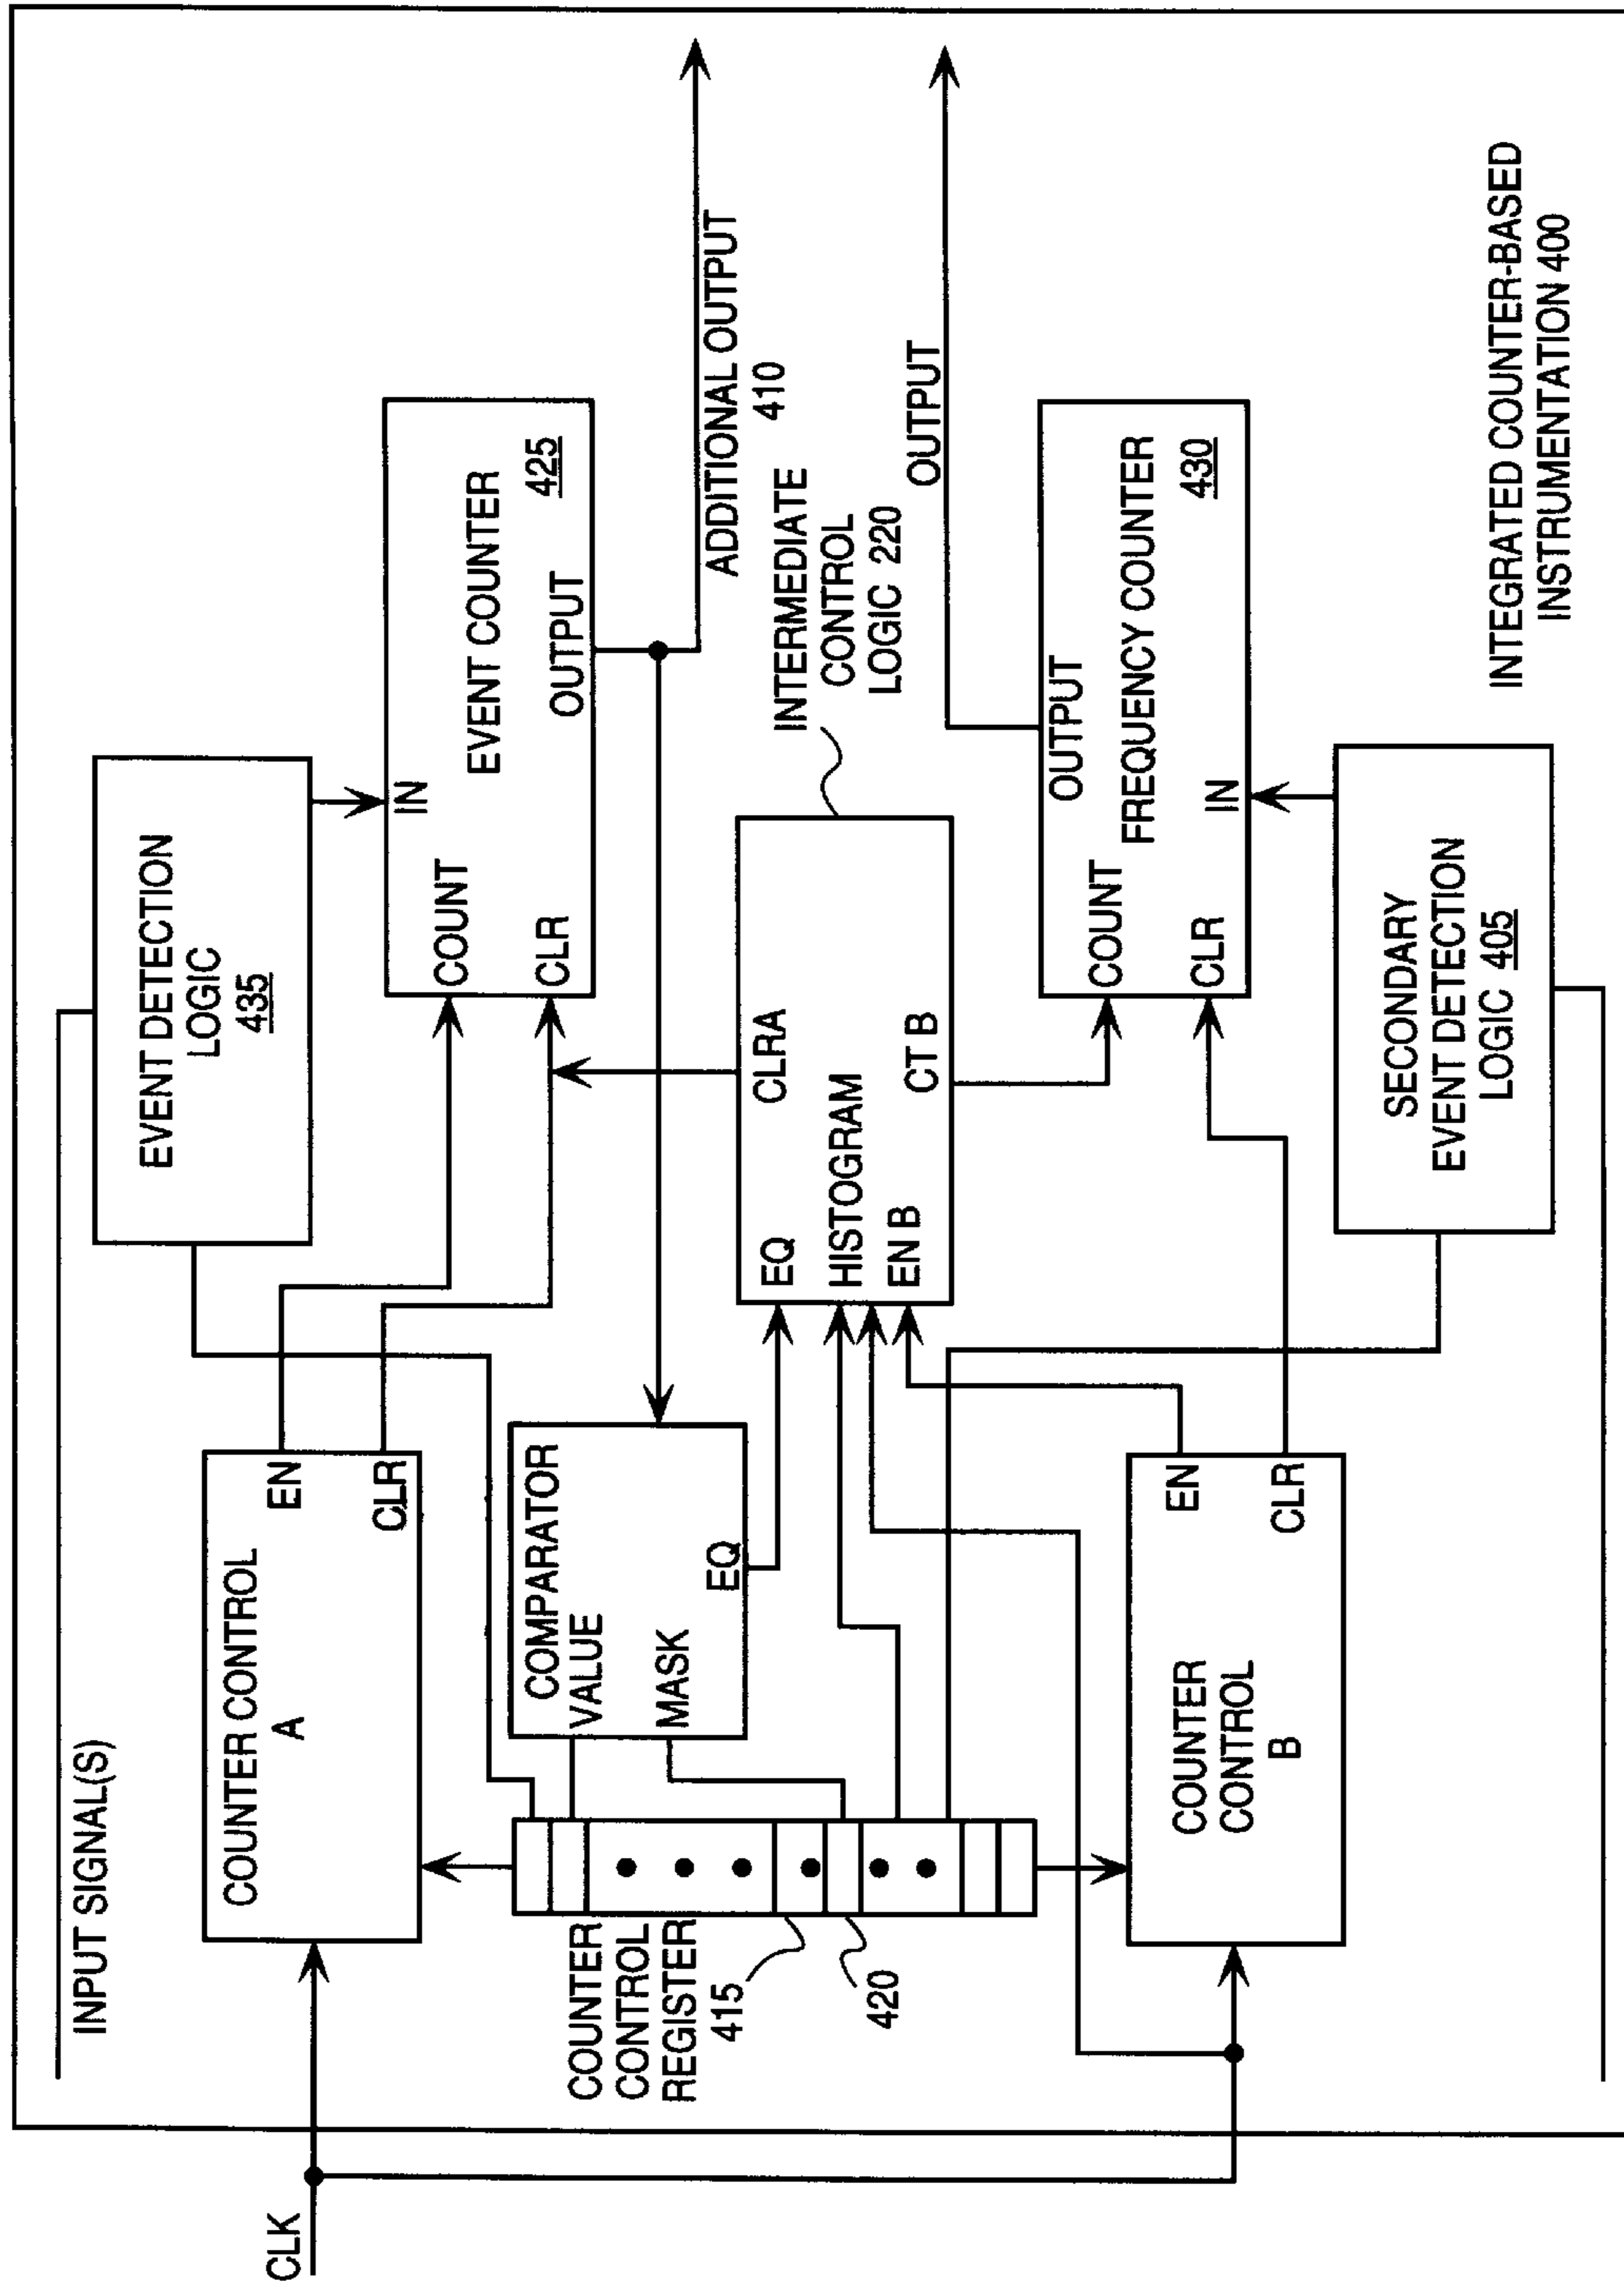 INPUT SIGNAL(S)
CLK
COUNTER CONTROL
A
EN
CLR
EVENT DETECTION
LOGIC
435
IN
COUNT
CLR
EVENT COUNTER
425
OUTPUT
ADDITIONAL OUTPUT
410
COUNTER
CONTROL
REGISTER
415
420
COMPARATOR
VALUE
MASK
EQ
EQ
HISTOGRAM
EN B
CLRA
CT B
INTERMEDIATE
CONTROL
LOGIC 220
OUTPUT
COUNTER
CONTROL
B
EN
CLR
OUTPUT
COUNT
FREQUENCY COUNTER
430
CLR
IN
SECONDARY
EVENT DETECTION
LOGIC 405
INTEGRATED COUNTER-BASED
INSTRUMENTATION 400